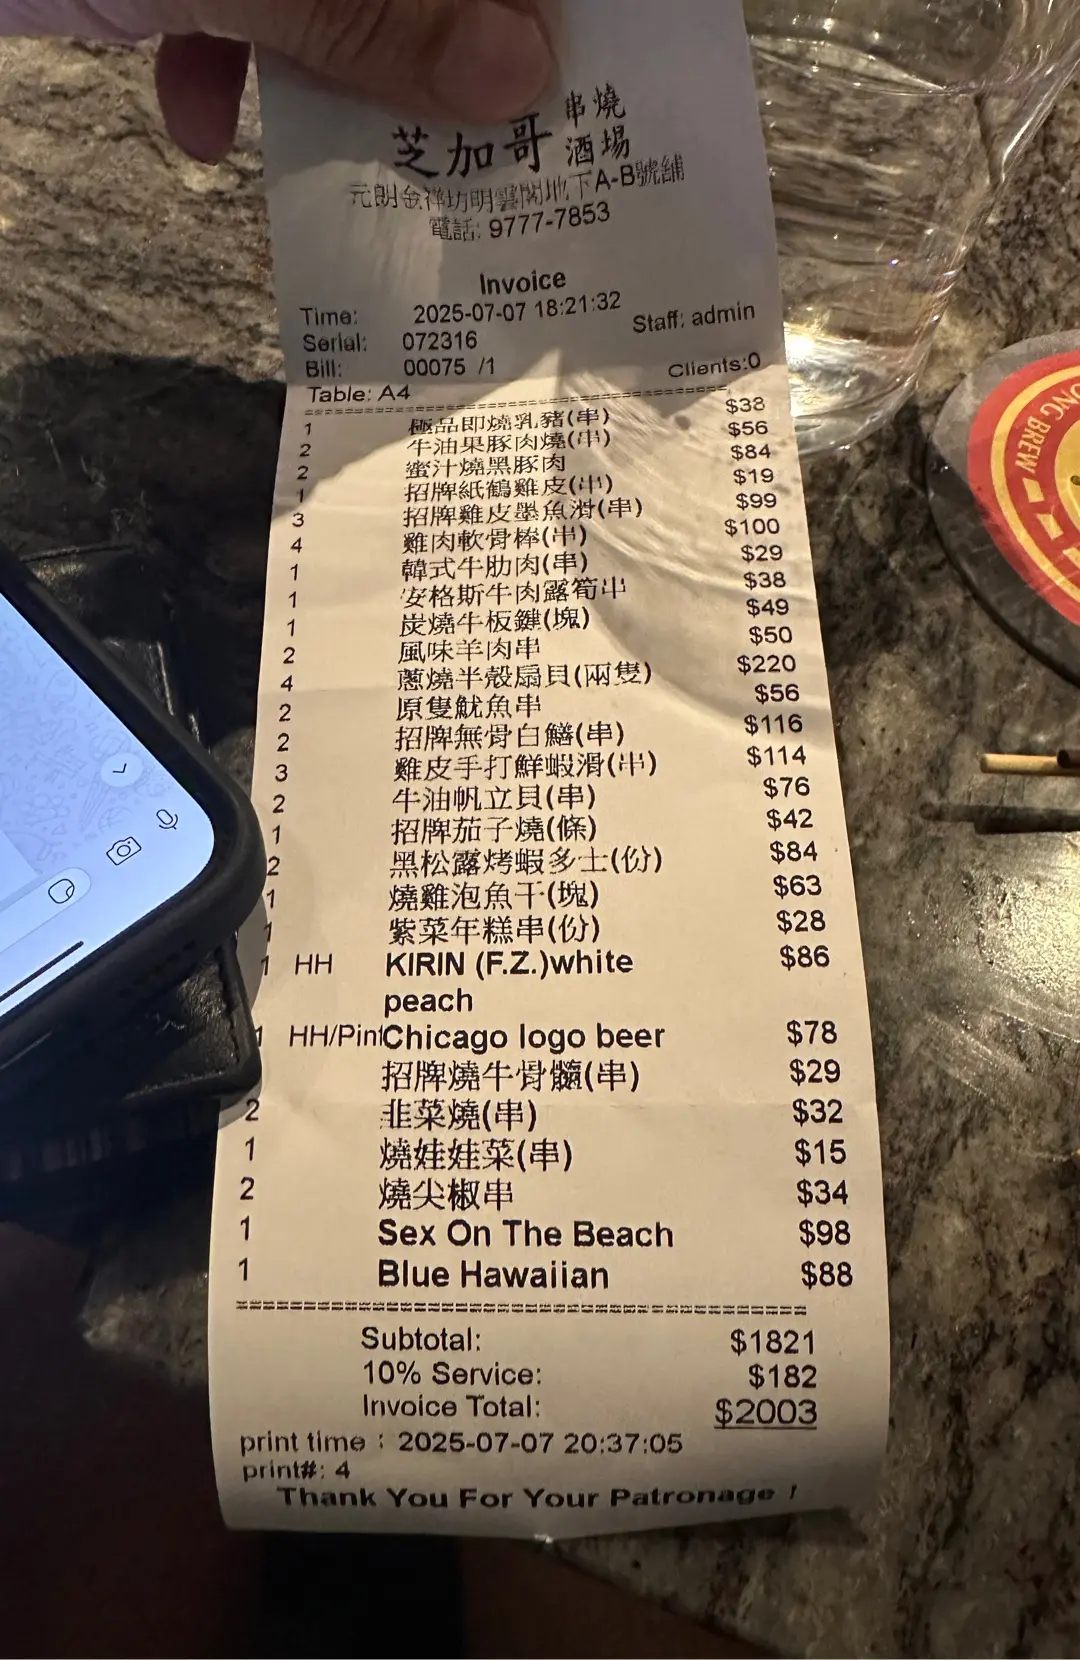 芝加哥 串燒
酒場
元朗金祥坊明雲閣地下A-B號舖
電話: 9777-7853
Invoice
Time: 2025-07-07 18:21:32
Serial: 072316 Staff: admin
Bill: 00075 /1 Clients:0
Table: A4
1 極品即燒乳豬(串) $38
2 牛油果豚肉燒(串) $56
2 蜜汁燒黑豚肉 $84
1 招牌紙鶴雞皮(串) $19
3 招牌雞皮墨魚滑(串) $99
4 雞肉軟骨棒(串) $100
1 韓式牛肋肉(串) $29
1 安格斯牛肉露筍串 $38
1 炭燒牛板鍵(塊) $49
2 風味羊肉串 $50
4 蔥燒半殼扇貝(兩隻) $220
2 原隻魷魚串 $56
2 招牌無骨白鱔(串) $116
3 雞皮手打鮮蝦滑(串) $114
2 牛油帆立貝(串) $76
1 招牌茄子燒(條) $42
2 黑松露烤蝦多士(份) $84
1 燒雞泡魚干(塊) $63
1 紫菜年糕串(份) $28
1 HH KIRIN (F.Z.)white $86
peach
1 HH/Pint Chicago logo beer $78
招牌燒牛骨髓(串) $29
2 韭菜燒(串) $32
1 燒娃娃菜(串) $15
2 燒尖椒串 $34
1 Sex On The Beach $98
1 Blue Hawaiian $88
Subtotal: $1821
10% Service: $182
Invoice Total: $2003
print time : 2025-07-07 20:37:05
print#: 4
Thank You For Your Patronage !
ONG BREW